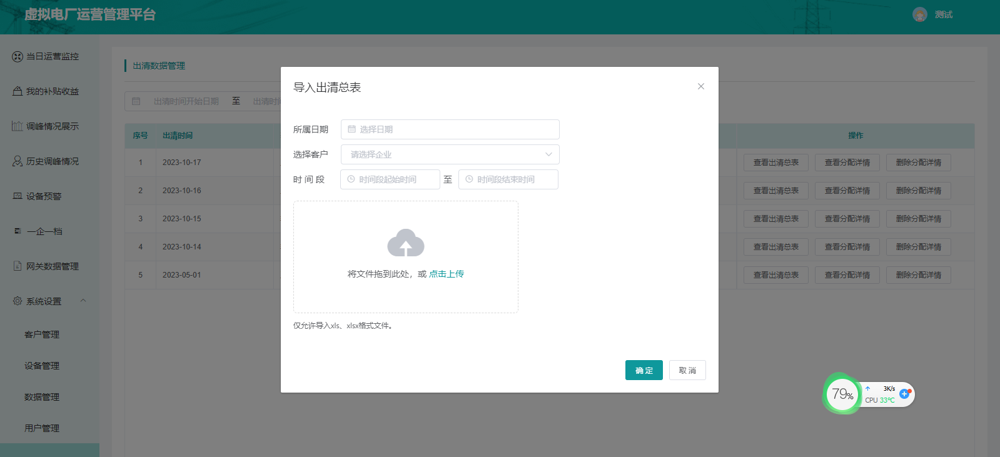 虚拟电厂运营管理平台
测试
当日运营监控
我的补贴收益
调峰情况展示
历史调峰情况
设备预警
一企一档
网关数据管理
系统设置
客户管理
设备管理
数据管理
用户管理
出清数据管理
出清时间开始日期 至 出清时
序号 出清时间 操作
1 2023-10-17 查看出清总表 查看分配详情 删除分配详情
2 2023-10-16 查看出清总表 查看分配详情 删除分配详情
3 2023-10-15 查看出清总表 查看分配详情 删除分配详情
4 2023-10-14 查看出清总表 查看分配详情 删除分配详情
5 2023-05-01 查看出清总表 查看分配详情 删除分配详情
导入出清总表
所属日期 选择日期
选择客户 请选择企业
时 间 段 时间段起始时间 至 时间段结束时间
将文件拖到此处，或 点击上传
仅允许导入xls、xlsx格式文件。
确 定 取 消
79%
3K/s
CPU 33°C